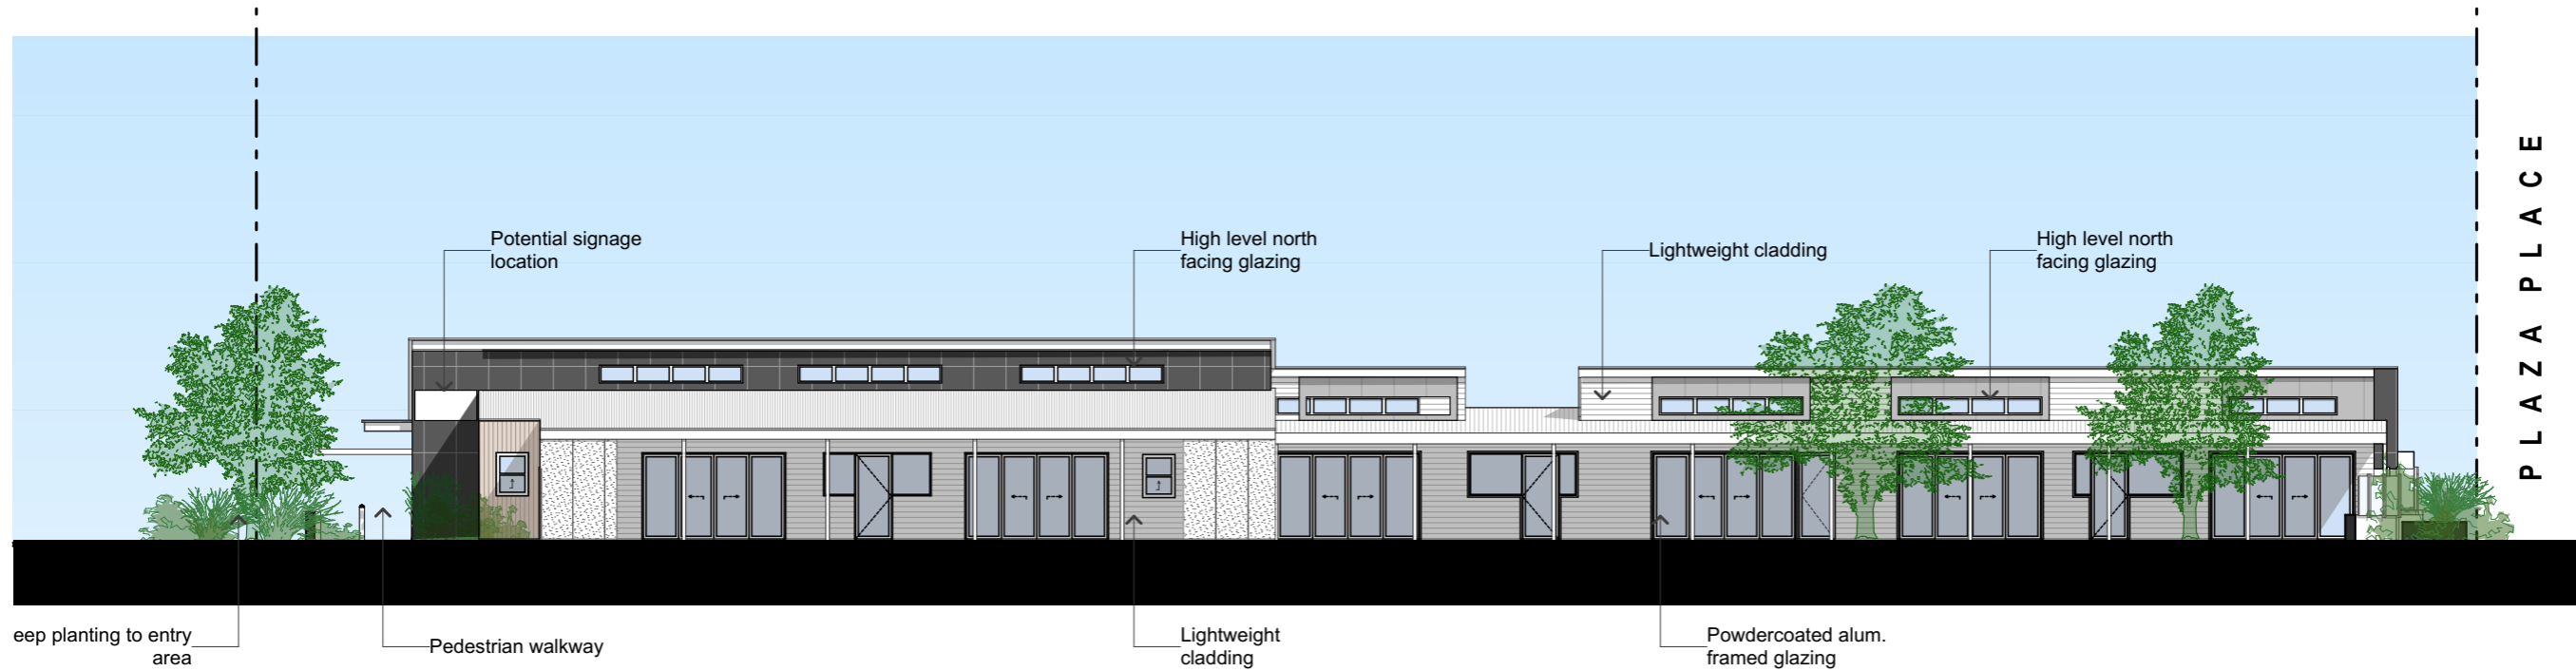 Potential signage
location
High level north
facing glazing
Lightweight cladding
High level north
facing glazing
PLAZA PLACE
eep planting to entry
area
Pedestrian walkway
Lightweight
cladding
Powdercoated alum.
framed glazing